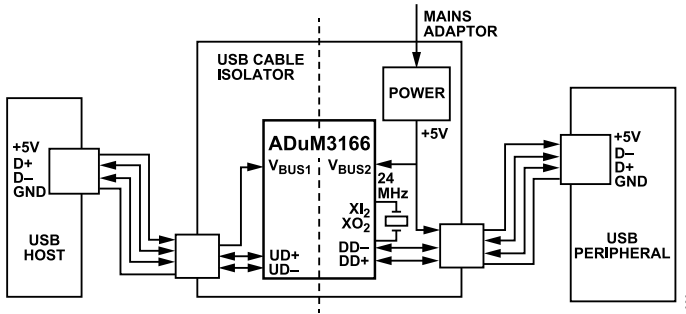 MAINS
ADAPTOR
USB CABLE
ISOLATOR
POWER
+5V
ADuM3166
VBUS1
VBUS2
24
MHz
XI2
XO2
UD+
UD–
DD–
DD+
+5V
D+
D–
GND
USB
HOST
+5V
D–
D+
GND
USB
PERIPHERAL